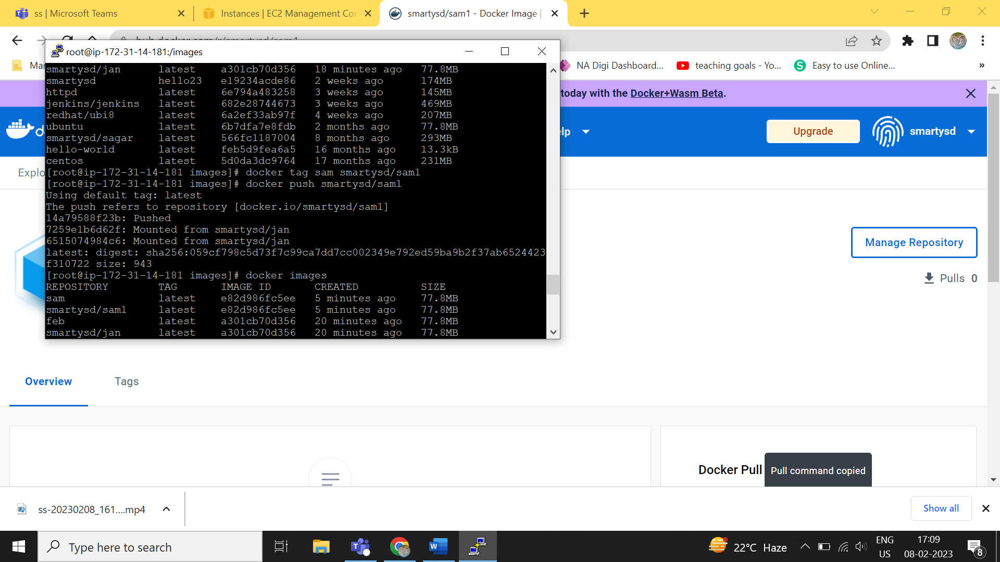 ss | Microsoft Teams
Instances | EC2 Management Cor
smartysd/sam1 - Docker Image |
root@ip-172-31-14-181:/images
NA Digi Dashboard...
teaching goals - Yo...
Easy to use Online...
»
smartysd/jan latest a301cb70d356 18 minutes ago 77.8MB
smartysd hello23 e19234acde86 2 weeks ago 174MB
httpd latest 6e794a483258 3 weeks ago 145MB
jenkins/jenkins latest 682e28744673 3 weeks ago 469MB
redhat/ubi8 latest 6a2ef33ab97f 4 weeks ago 207MB
ubuntu latest 6b7dfa7e8fdb 2 months ago 77.8MB
smartysd/sagar latest 566fc1187004 8 months ago 293MB
hello-world latest feb5d9fea6a5 16 months ago 13.3kB
centos latest 5d0da3dc9764 17 months ago 231MB
[root@ip-172-31-14-181 images]# docker tag sam smartysd/sam1
[root@ip-172-31-14-181 images]# docker push smartysd/sam1
Using default tag: latest
The push refers to repository [docker.io/smartysd/sam1]
14a79588f23b: Pushed
7259e1b6d62f: Mounted from smartysd/jan
6515074984c6: Mounted from smartysd/jan
latest: digest: sha256:059cf798c5d73f7c99ca7dd7cc002349e792ed59ba9b2f37ab6524423
f310722 size: 943
[root@ip-172-31-14-181 images]# docker images
REPOSITORY TAG IMAGE ID CREATED SIZE
sam latest e82d986fc5ee 5 minutes ago 77.8MB
smartysd/sam1 latest e82d986fc5ee 5 minutes ago 77.8MB
feb latest a301cb70d356 20 minutes ago 77.8MB
smartysd/jan latest a301cb70d356 20 minutes ago 77.8MB
today with the Docker+Wasm Beta.
lp
Upgrade
smartysd
Explo
Manage Repository
Pulls 0
Overview
Tags
Docker Pull
Pull command copied
ss-20230208_161....mp4
Show all
Type here to search
22°C Haze
ENG
US
17:09
08-02-2023
8